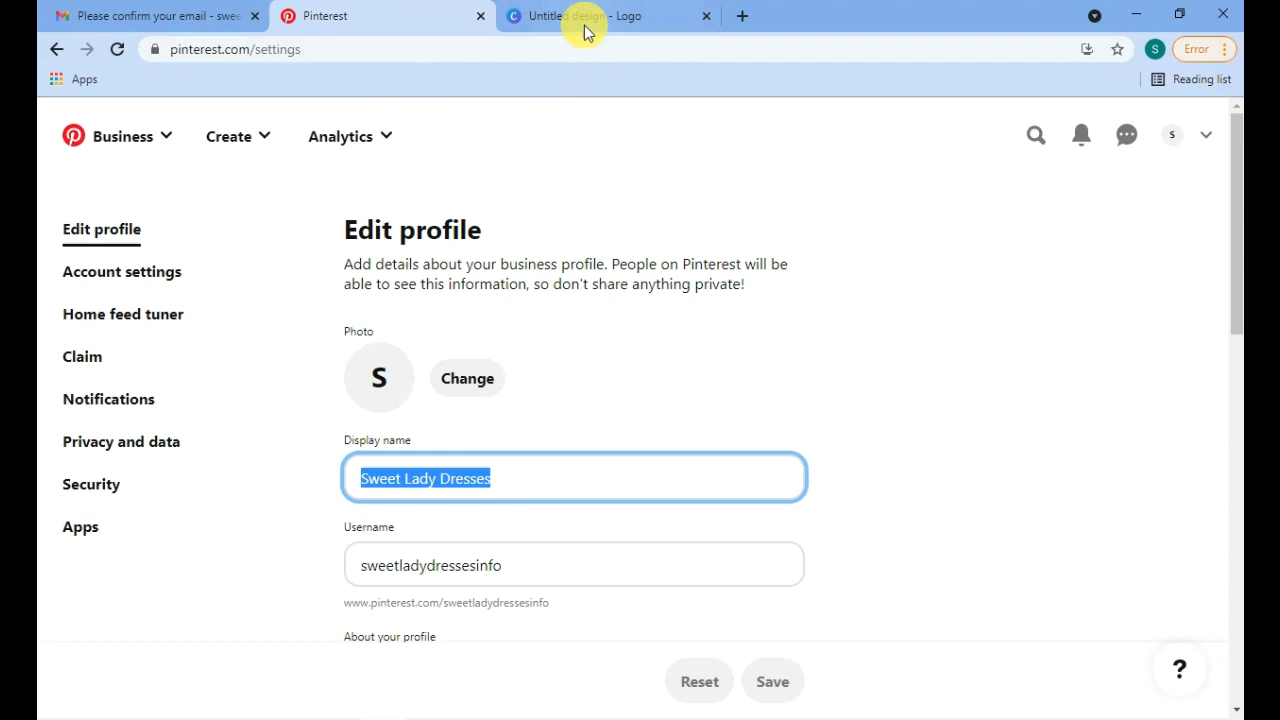 Please confirm your email - swee
Pinterest
Untitled design - Logo
pinterest.com/settings
S
Error
Apps
Reading list
Business
Create
Analytics
S
Edit profile
Account settings
Home feed tuner
Claim
Notifications
Privacy and data
Security
Apps
Edit profile
Add details about your business profile. People on Pinterest will be
able to see this information, so don't share anything private!
Photo
S
Change
Display name
Sweet Lady Dresses
Username
sweetladydressesinfo
www.pinterest.com/sweetladydressesinfo
About your profile
Reset
Save
?